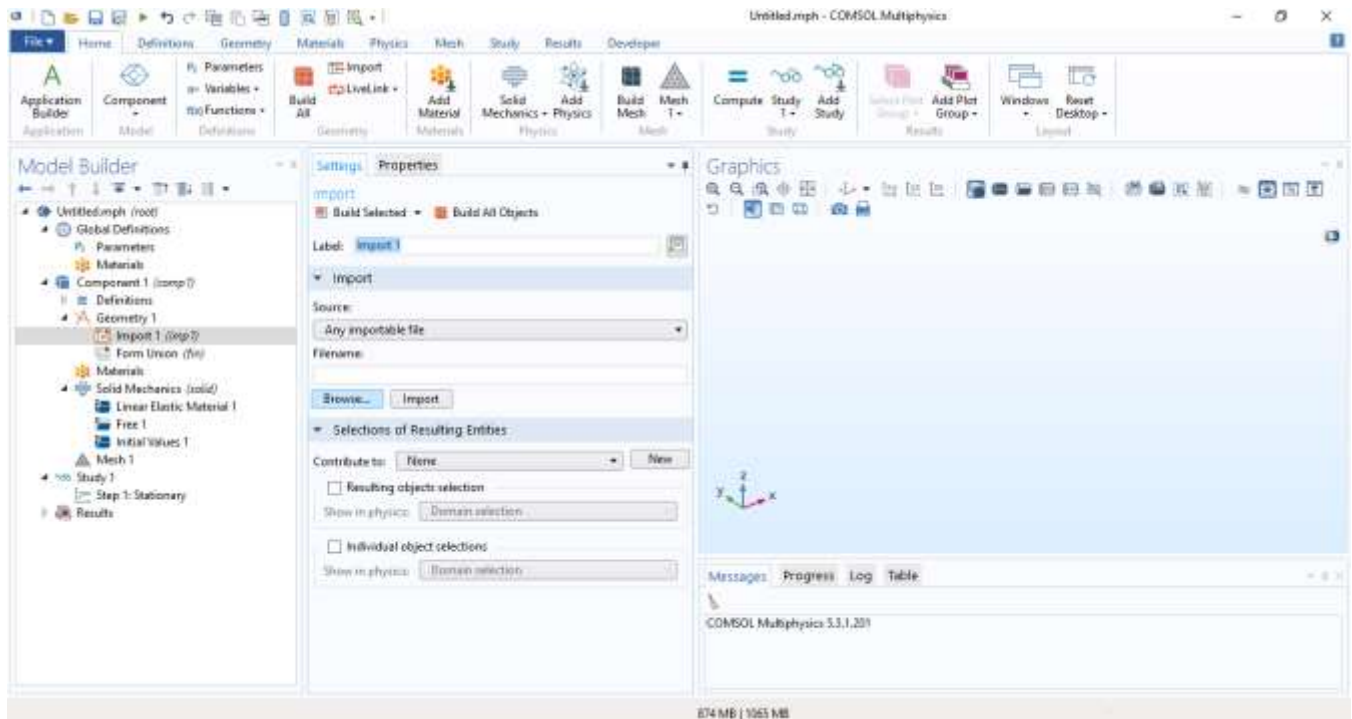 Untitled.mph - COMSOL Multiphysics
File Home Definitions Geometry Materials Physics Mesh Study Results Developer
Application Builder
Component
Pi Parameters
a= Variables
f(x) Functions
Build All
Import
LiveLink
Add Material
Solid Mechanics
Add Physics
Build Mesh
Mesh 1
Compute
Study 1
Add Study
Select Plot Group
Add Plot Group
Windows
Reset Desktop
Application Model Definitions Geometry Materials Physics Mesh Study Results Layout
Model Builder
Untitled.mph (root)
Global Definitions
Pi Parameters
Materials
Component 1 (comp1)
Definitions
Geometry 1
Import 1 (imp1)
Form Union (fin)
Materials
Solid Mechanics (solid)
Linear Elastic Material 1
Free 1
Initial Values 1
Mesh 1
Study 1
Step 1: Stationary
Results
Settings Properties
Import
Build Selected Build All Objects
Label: Import 1
Import
Source:
Any importable file
Filename:
Browse... Import
Selections of Resulting Entities
Contribute to: None New
Resulting objects selection
Show in physics: Domain selection
Individual object selections
Show in physics: Domain selection
Graphics
z
y x
Messages Progress Log Table
COMSOL Multiphysics 5.3.1.201
874 MB | 1065 MB